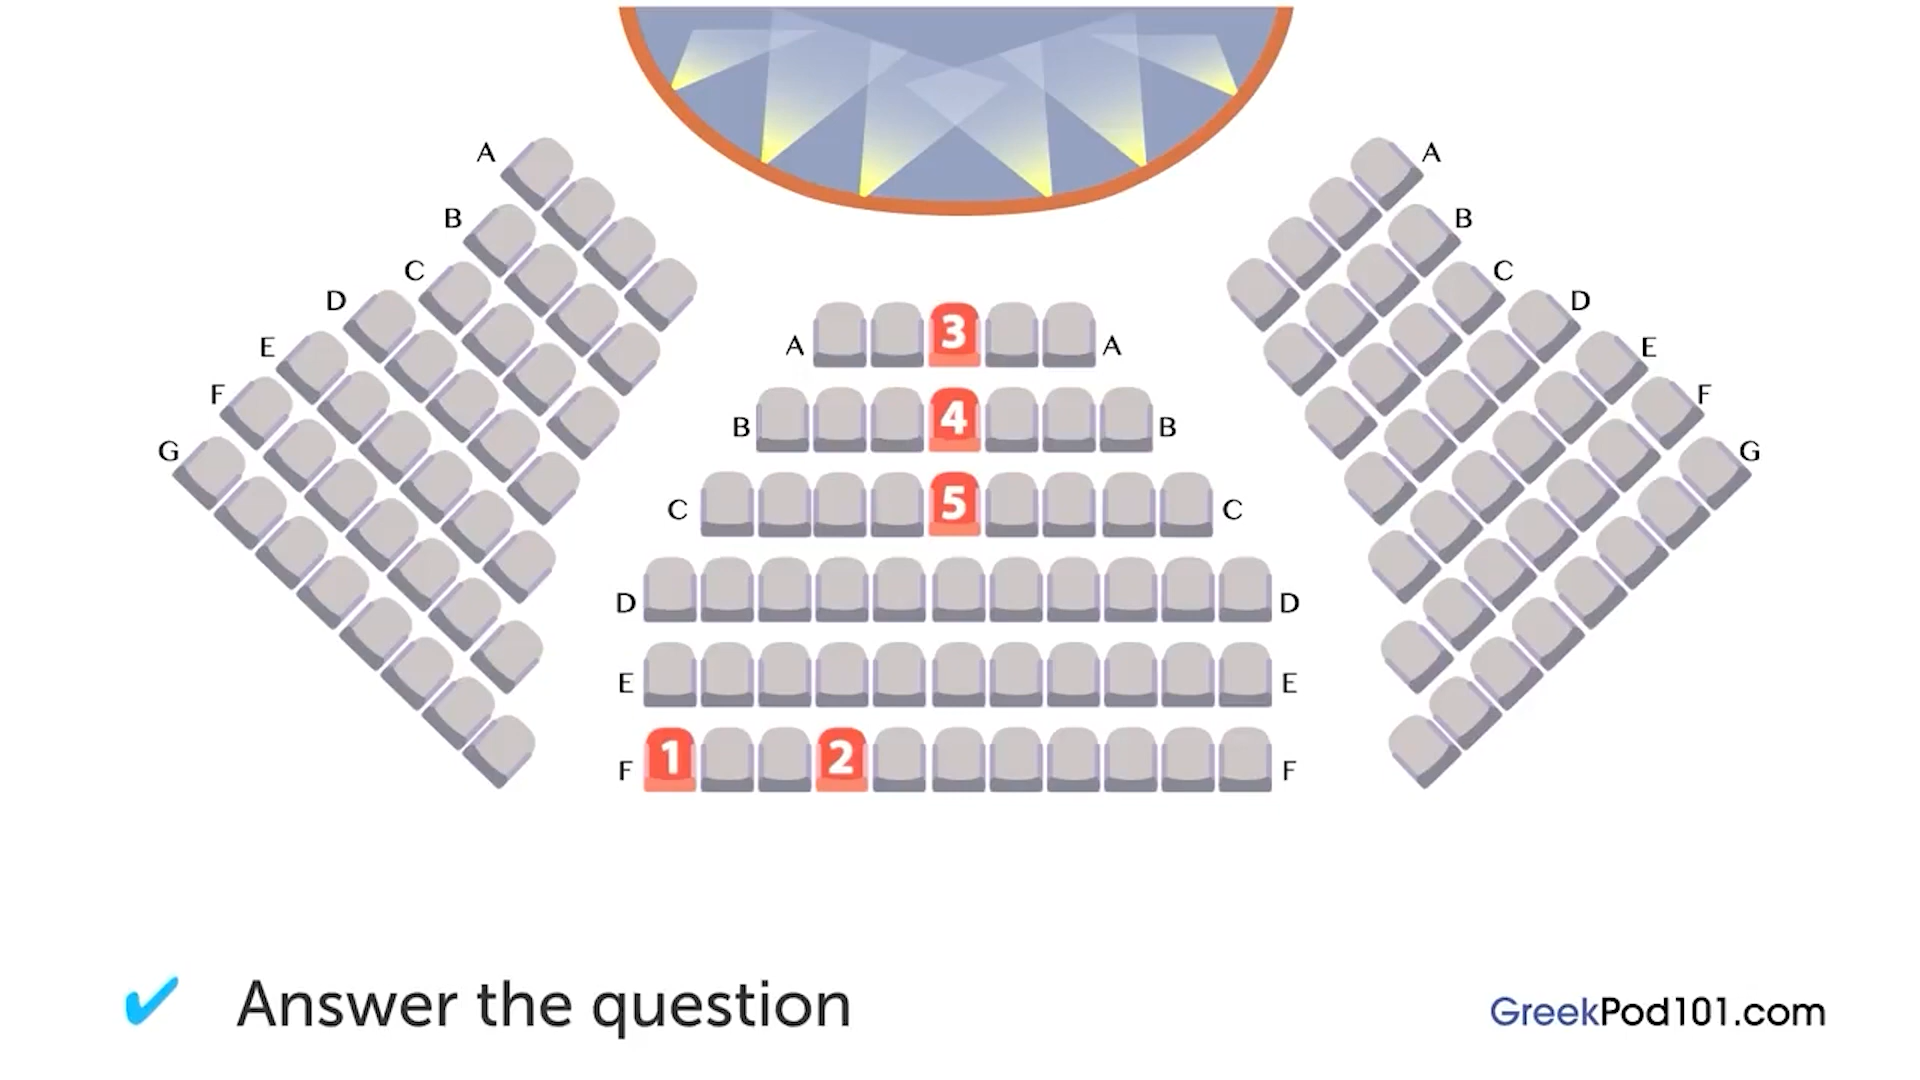 A
A
B
B
C
C
D
D
E
E
F
F
G
G
A 3 A
B 4 B
C 5 C
D D
E E
F 1 2 F
✔ Answer the question
GreekPod101.com